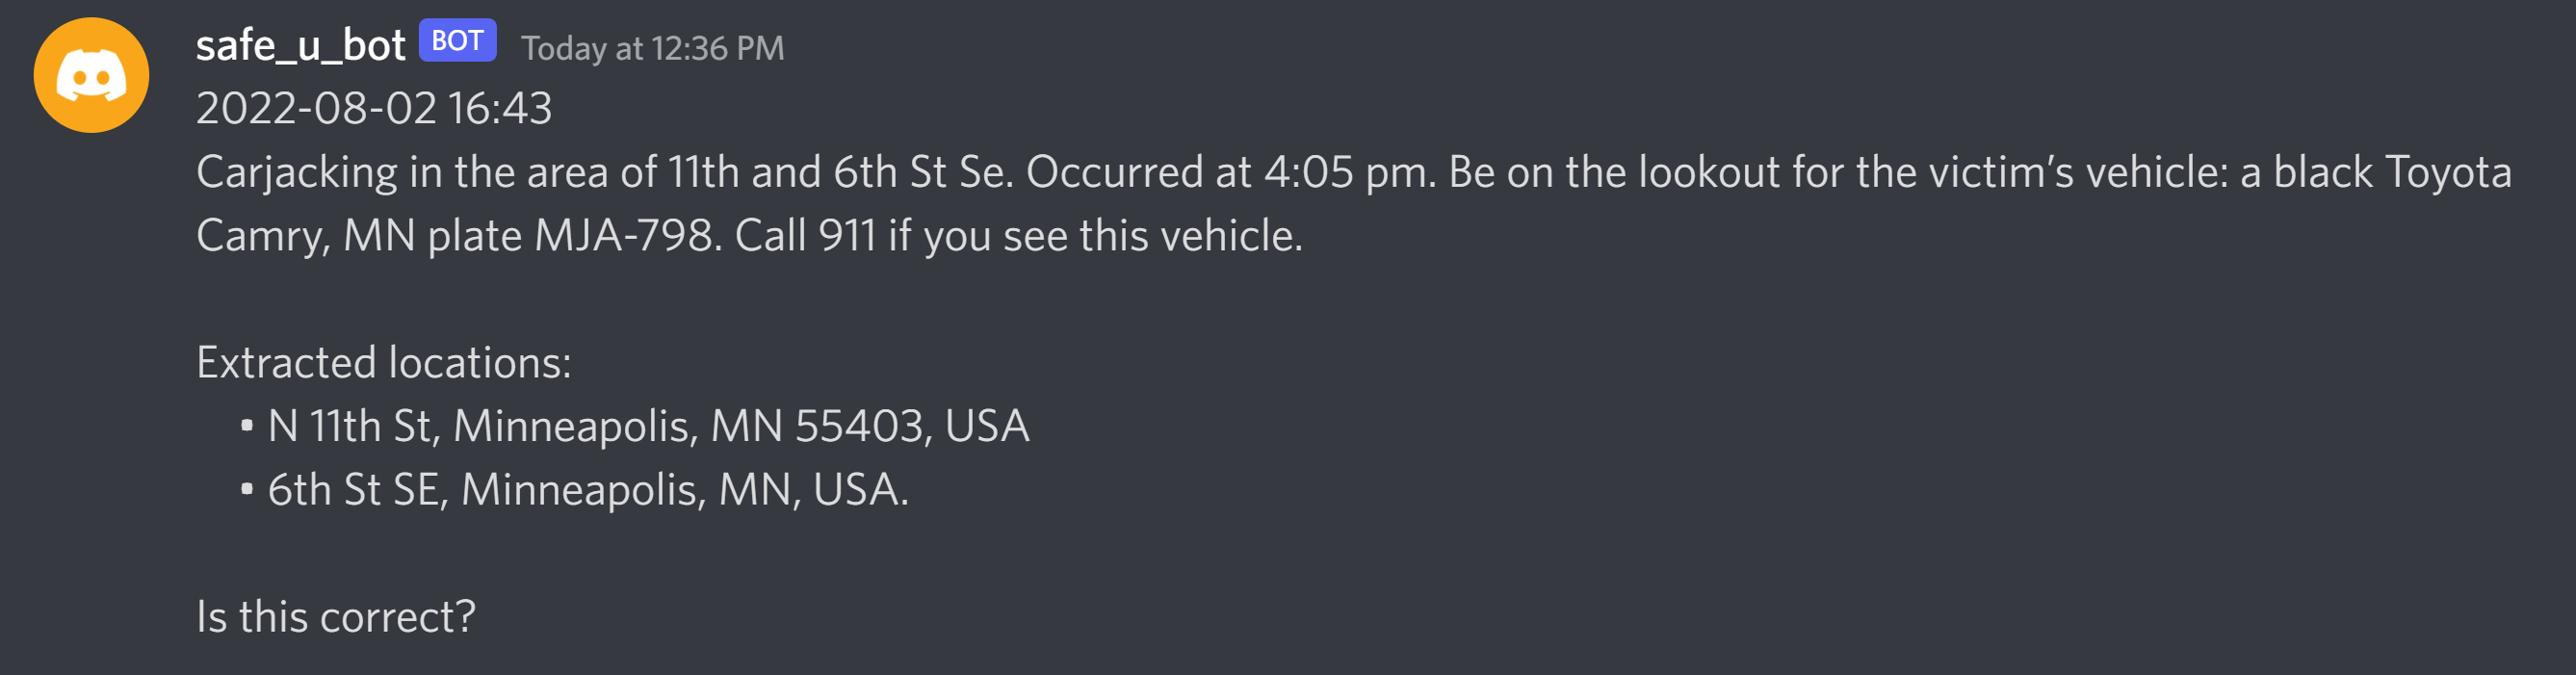 safe_u_bot BOT Today at 12:36 PM
2022-08-02 16:43
Carjacking in the area of 11th and 6th St Se. Occurred at 4:05 pm. Be on the lookout for the victim's vehicle: a black Toyota
Camry, MN plate MJA-798. Call 911 if you see this vehicle.
Extracted locations:
• N 11th St, Minneapolis, MN 55403, USA
• 6th St SE, Minneapolis, MN, USA.
Is this correct?